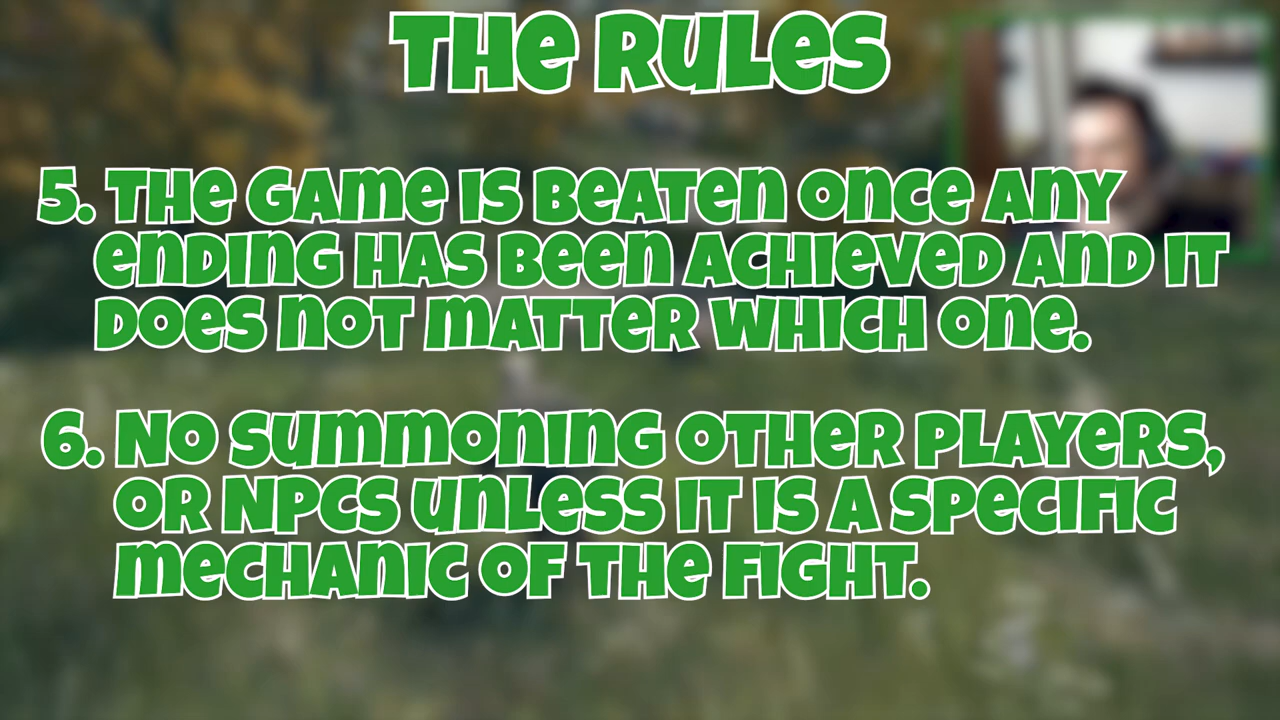 THE RULES
5. THE GAME IS BEATEN ONCE ANY
ENDING HAS BEEN ACHIEVED AND IT
DOES NOT MATTER WHICH ONE.
6. NO SUMMONING OTHER PLAYERS,
OR NPCS UNLESS IT IS A SPECIFIC
MECHANIC OF THE FIGHT.